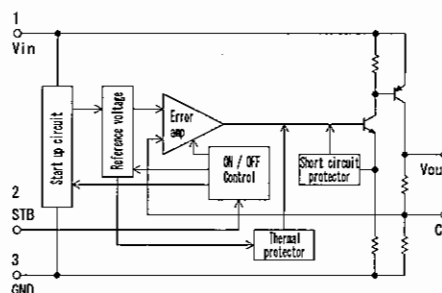 1
Vin
Start up circuit
Reference voltage
Error
amp
ON / OFF
Control
Short circuit
protector
Thermal
protector
Vou
C
2
STB
3
GND